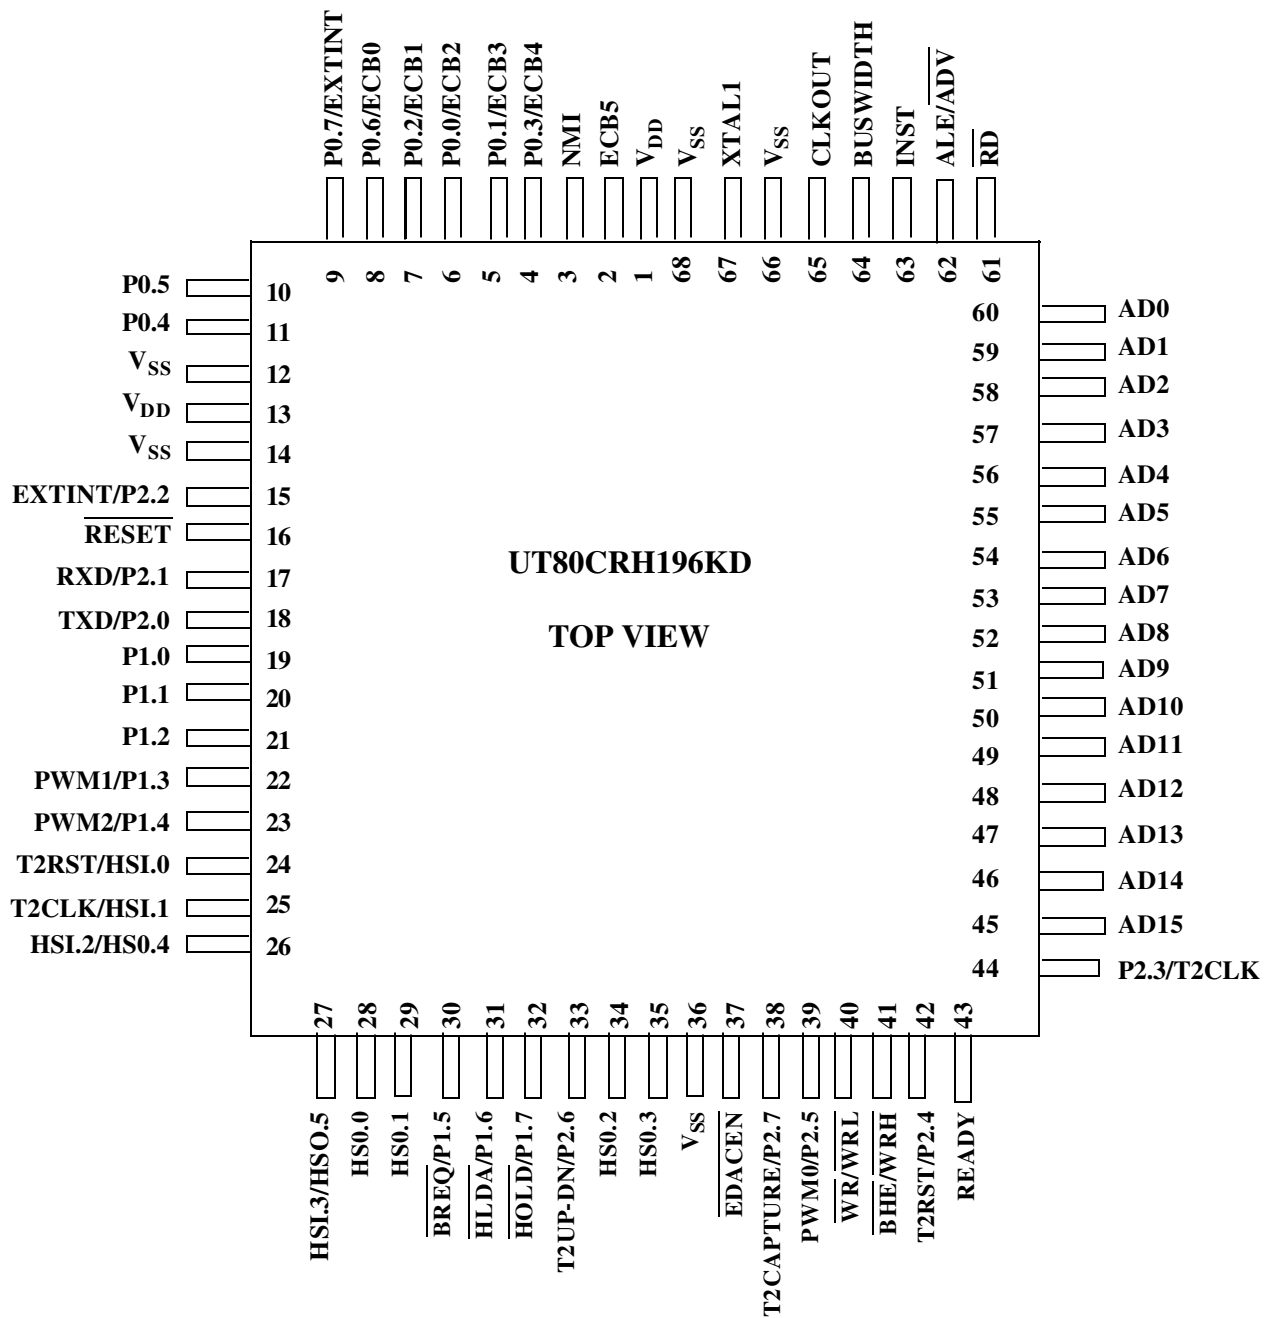 P0.7/EXTINT
P0.6/ECB0
P0.2/ECB1
P0.0/ECB2
P0.1/ECB3
P0.3/ECB4
NMI
ECB5
VDD
VSS
XTAL1
VSS
CLKOUT
BUSWIDTH
INST
ALE/ADV
RD
9 8 7 6 5 4 3 2 1 68 67 66 65 64 63 62 61
P0.5 10
P0.4 11
VSS 12
VDD 13
VSS 14
EXTINT/P2.2 15
RESET 16
RXD/P2.1 17
TXD/P2.0 18
P1.0 19
P1.1 20
P1.2 21
PWM1/P1.3 22
PWM2/P1.4 23
T2RST/HSI.0 24
T2CLK/HSI.1 25
HSI.2/HS0.4 26
UT80CRH196KD
TOP VIEW
60 AD0
59 AD1
58 AD2
57 AD3
56 AD4
55 AD5
54 AD6
53 AD7
52 AD8
51 AD9
50 AD10
49 AD11
48 AD12
47 AD13
46 AD14
45 AD15
44 P2.3/T2CLK
27 28 29 30 31 32 33 34 35 36 37 38 39 40 41 42 43
HSI.3/HSO.5
HS0.0
HS0.1
BREQ/P1.5
HLDA/P1.6
HOLD/P1.7
T2UP-DN/P2.6
HS0.2
HS0.3
VSS
EDACEN
T2CAPTURE/P2.7
PWM0/P2.5
WR/WRL
BHE/WRH
T2RST/P2.4
READY